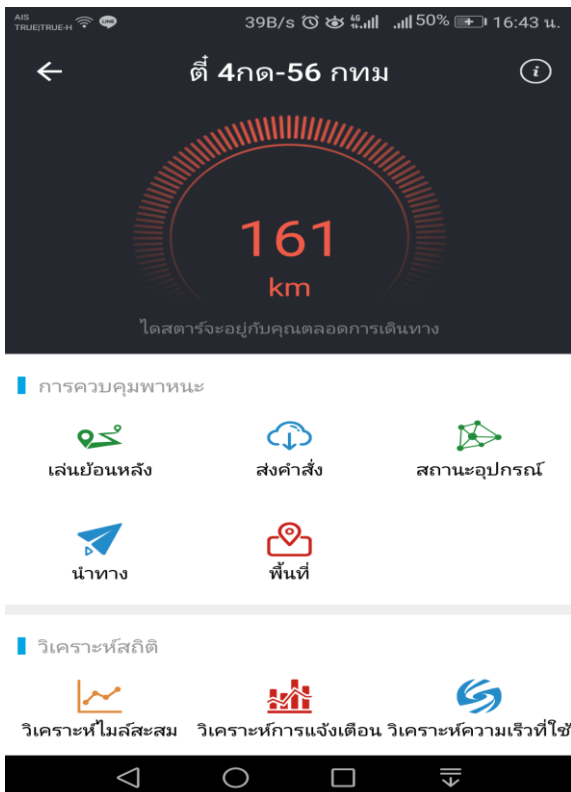 AIS
TRUE|TRUE-H LINE 39B/s 4G 50% 16:43 น.
ตี๋ 4กด-56 กทม
161
km
ไดสตาร์จะอยู่กับคุณตลอดการเดินทาง
การควบคุมพาหนะ
เล่นย้อนหลัง ส่งคำสั่ง สถานะอุปกรณ์
นำทาง พื้นที่
วิเคราะห์สถิติ
วิเคราะห์ไมล์สะสม วิเคราะห์การแจ้งเตือน วิเคราะห์ความเร็วที่ใช้